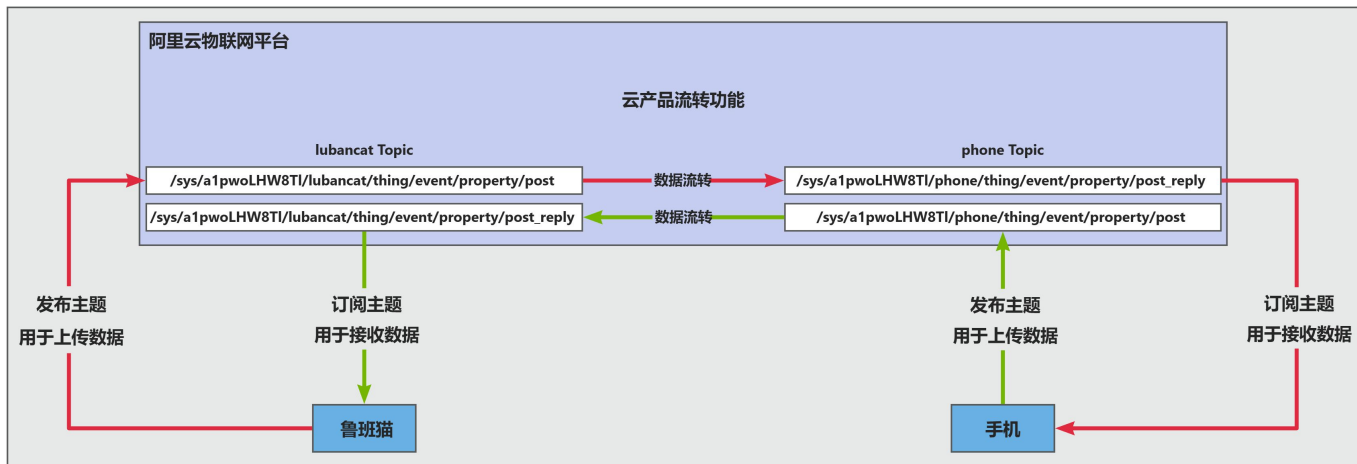 阿里云物联网平台
云产品流转功能
lubancat Topic
phone Topic
/sys/a1pwoLHW8Tl/lubancat/thing/event/property/post
数据流转
/sys/a1pwoLHW8Tl/phone/thing/event/property/post_reply
/sys/a1pwoLHW8Tl/lubancat/thing/event/property/post_reply
数据流转
/sys/a1pwoLHW8Tl/phone/thing/event/property/post
发布主题
用于上传数据
订阅主题
用于接收数据
发布主题
用于上传数据
订阅主题
用于接收数据
鲁班猫
手机